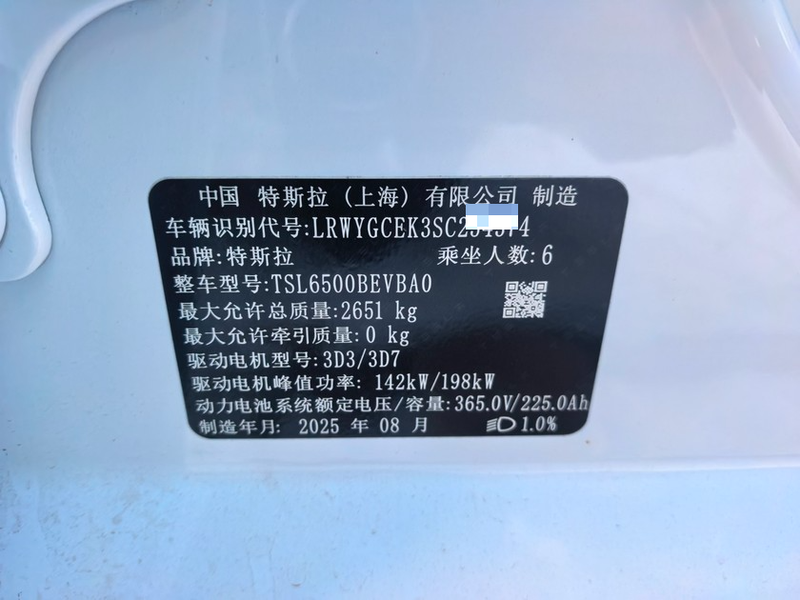 中国 特斯拉 (上海) 有限公司 制造
车辆识别代号:LRWYGCEK3SC
品牌:特斯拉 乘坐人数:6
整车型号:TSL6500BEVBA0
最大允许总质量:2651 kg
最大允许牵引质量:0 kg
驱动电机型号:3D3/3D7
驱动电机峰值功率: 142kW/198kW
动力电池系统额定电压/容量:365.0V/225.0Ah
制造年月: 2025 年 08 月 1.0%